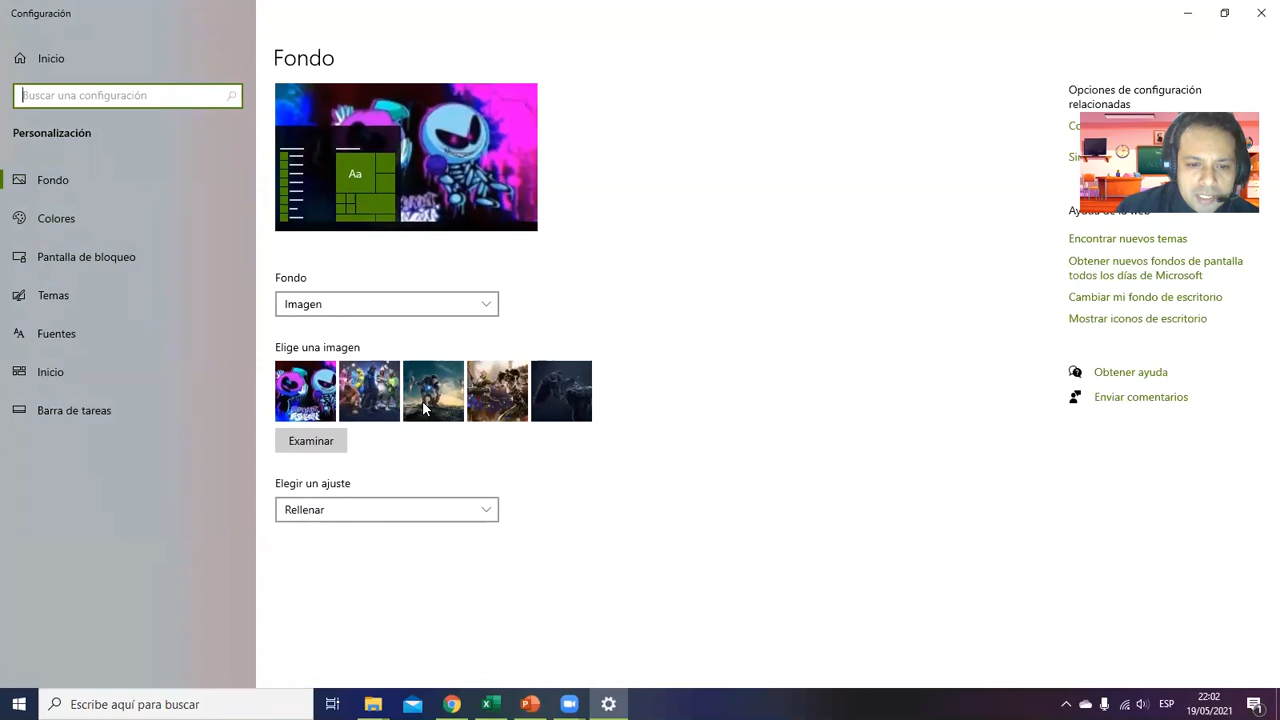 Configuración
Inicio
Buscar una configuración
Personalización
Fondo
Colores
Pantalla de bloqueo
Temas
Fuentes
Inicio
Barra de tareas
Fondo
Aa
Fondo
Imagen
Elige una imagen
Examinar
Elegir un ajuste
Rellenar
Opciones de configuración
relacionadas
Encontrar nuevos temas
Obtener nuevos fondos de pantalla
todos los días de Microsoft
Cambiar mi fondo de escritorio
Mostrar iconos de escritorio
Obtener ayuda
Enviar comentarios
Escribe aquí para buscar
ESP
22:02
19/05/2021